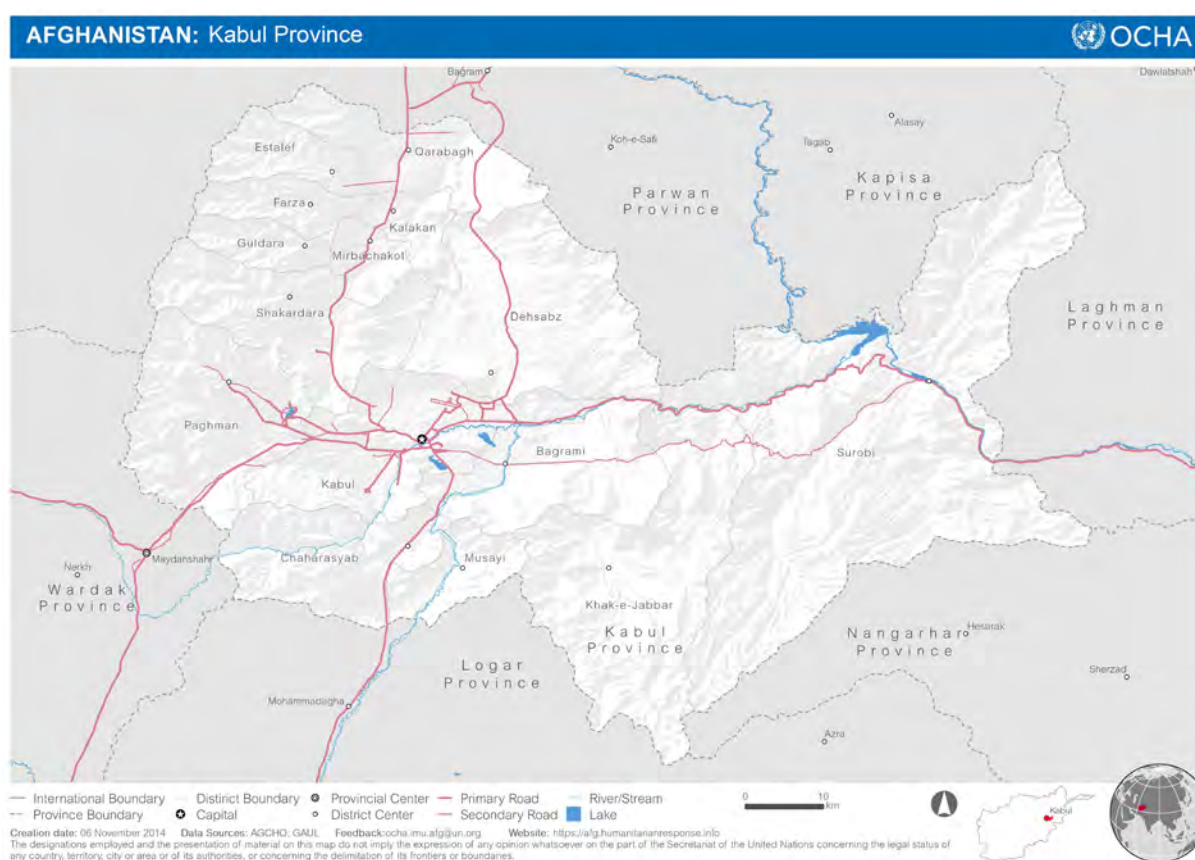 AFGHANISTAN: Kabul Province
OCHA
Bagram
Dawlatshah
Alasay
Koh-e-Safi
Tagab
Estalef
Qarabagh
Kapisa
Province
Parwan
Province
Farza
Kalakan
Guldara
Mirbachakot
Shakardara
Dehsabz
Laghman
Province
Paghman
Bagrami
Surobi
Kabul
Chaharasyab
Musayi
Maydanshahr
Nerkh
Wardak
Province
Khak-e-Jabbar
Kabul
Province
Nangarhar
Province
Hesarak
Logar
Province
Sherzad
Mohammadagha
Azra
International Boundary
District Boundary
Provincial Center
Primary Road
River/Stream
0 10
km
Province Boundary
Capital
District Center
Secondary Road
Lake
Kabul
Creation date: 06 November 2014 Data Sources: AGCHO, GAUL Feedback:ocha.imu.afg@un.org Website: https://afg.humanitarianresponse.info
The designations employed and the presentation of material on this map do not imply the expression of any opinion whatsoever on the part of the Secretariat of the United Nations concerning the legal status of
any country, territory, city or area or of its authorities, or concerning the delimitation of its frontiers or boundaries.